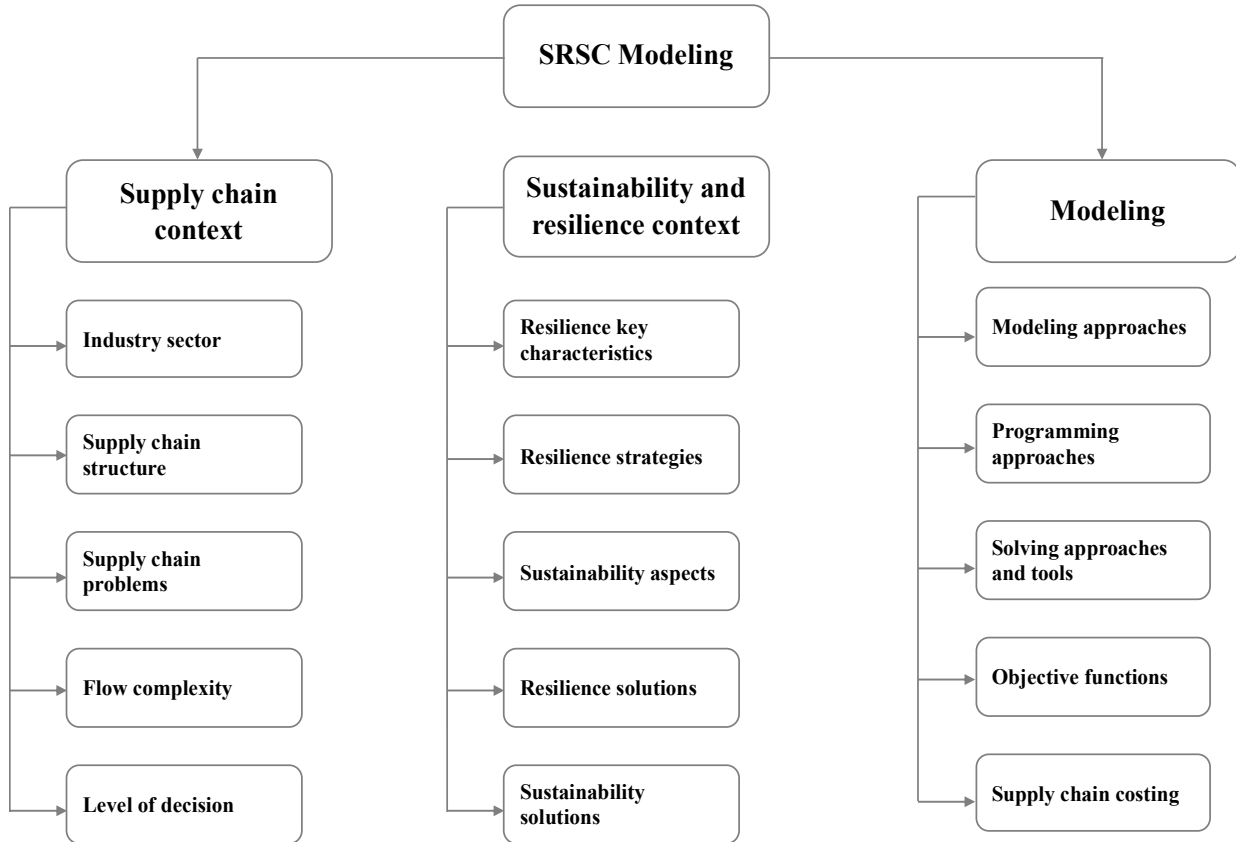 SRSC Modeling
Supply chain
context
Industry sector
Supply chain
structure
Supply chain
problems
Flow complexity
Level of decision
Sustainability and
resilience context
Resilience key
characteristics
Resilience strategies
Sustainability aspects
Resilience solutions
Sustainability
solutions
Modeling
Modeling approaches
Programming
approaches
Solving approaches
and tools
Objective functions
Supply chain costing